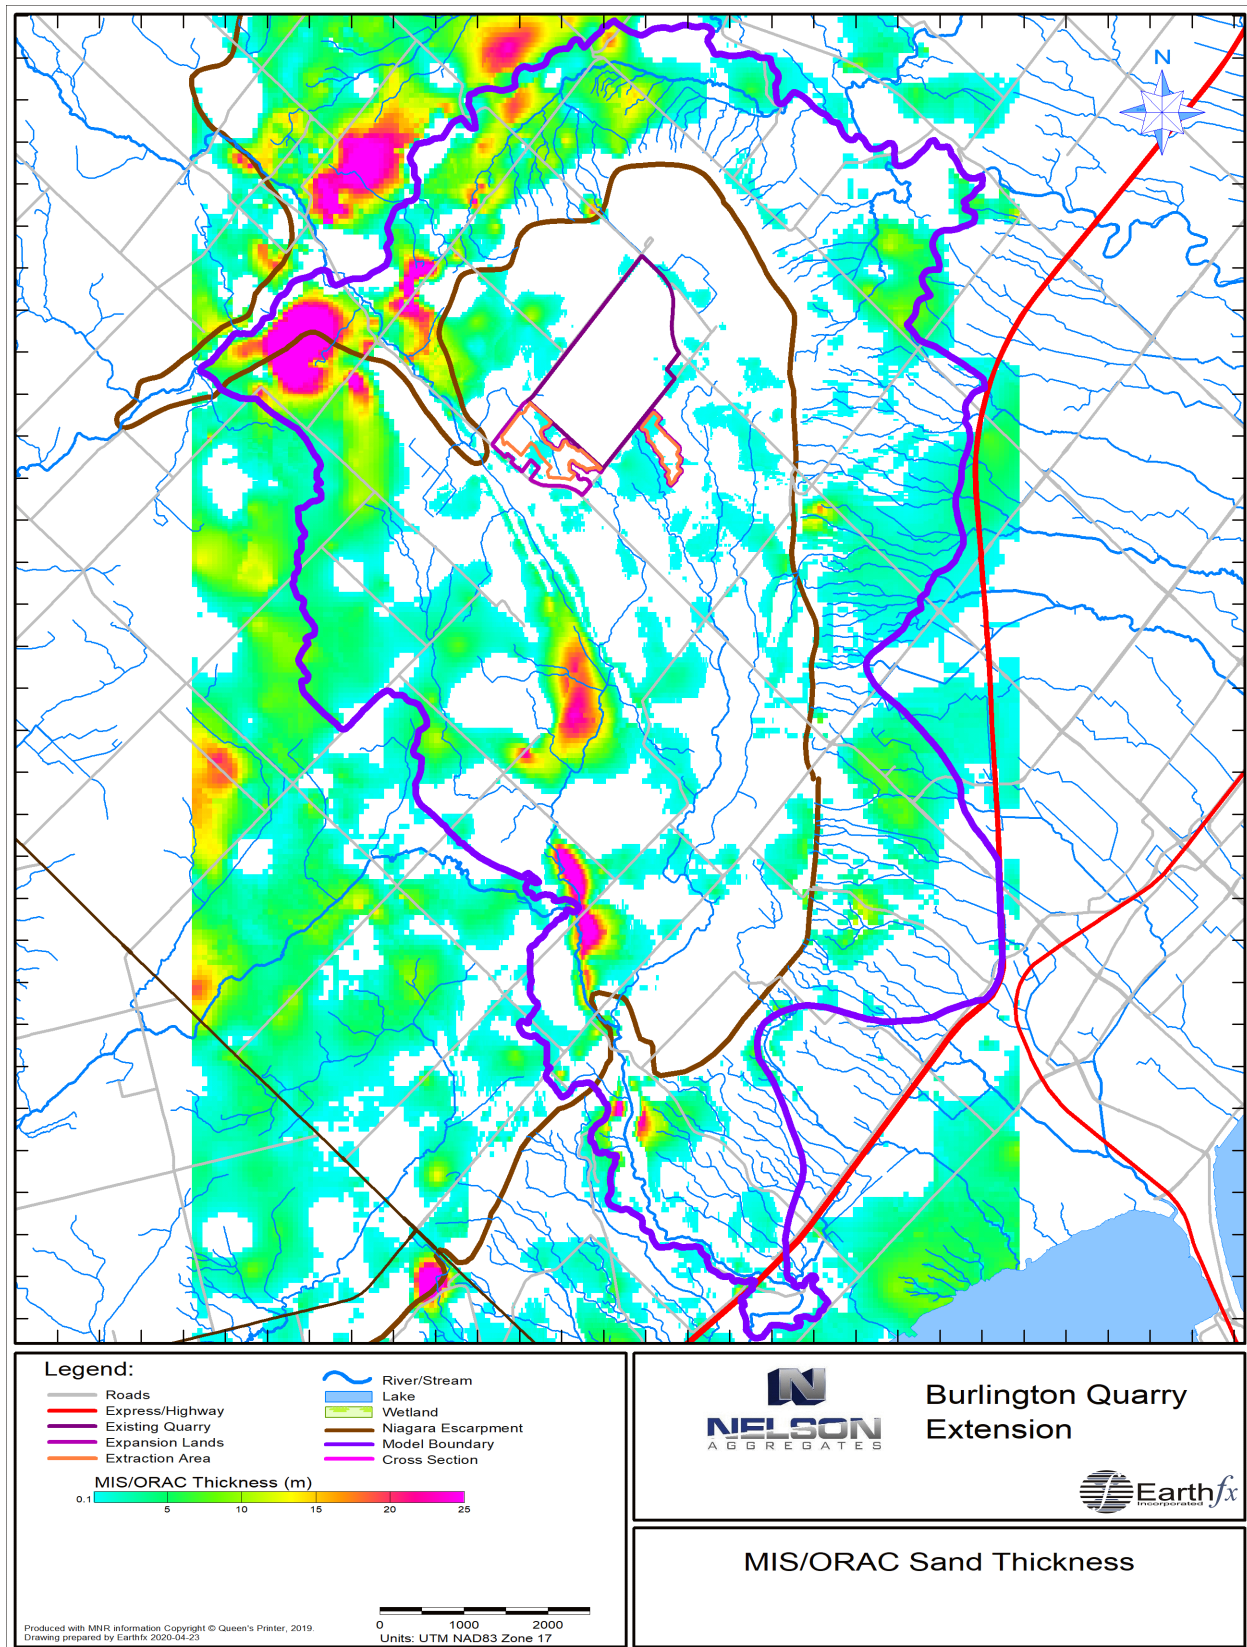 N
Legend:
Roads
Express/Highway
Existing Quarry
Expansion Lands
Extraction Area
River/Stream
Lake
Wetland
Niagara Escarpment
Model Boundary
Cross Section
MIS/ORAC Thickness (m)
0.1 5 10 15 20 25
0 1000 2000
Units: UTM NAD83 Zone 17
Produced with MNR information Copyright © Queen's Printer, 2019.
Drawing prepared by Earthfx 2020-04-23
N
NELSON
AGGREGATES
Burlington Quarry
Extension
Earthfx
Incorporated
MIS/ORAC Sand Thickness